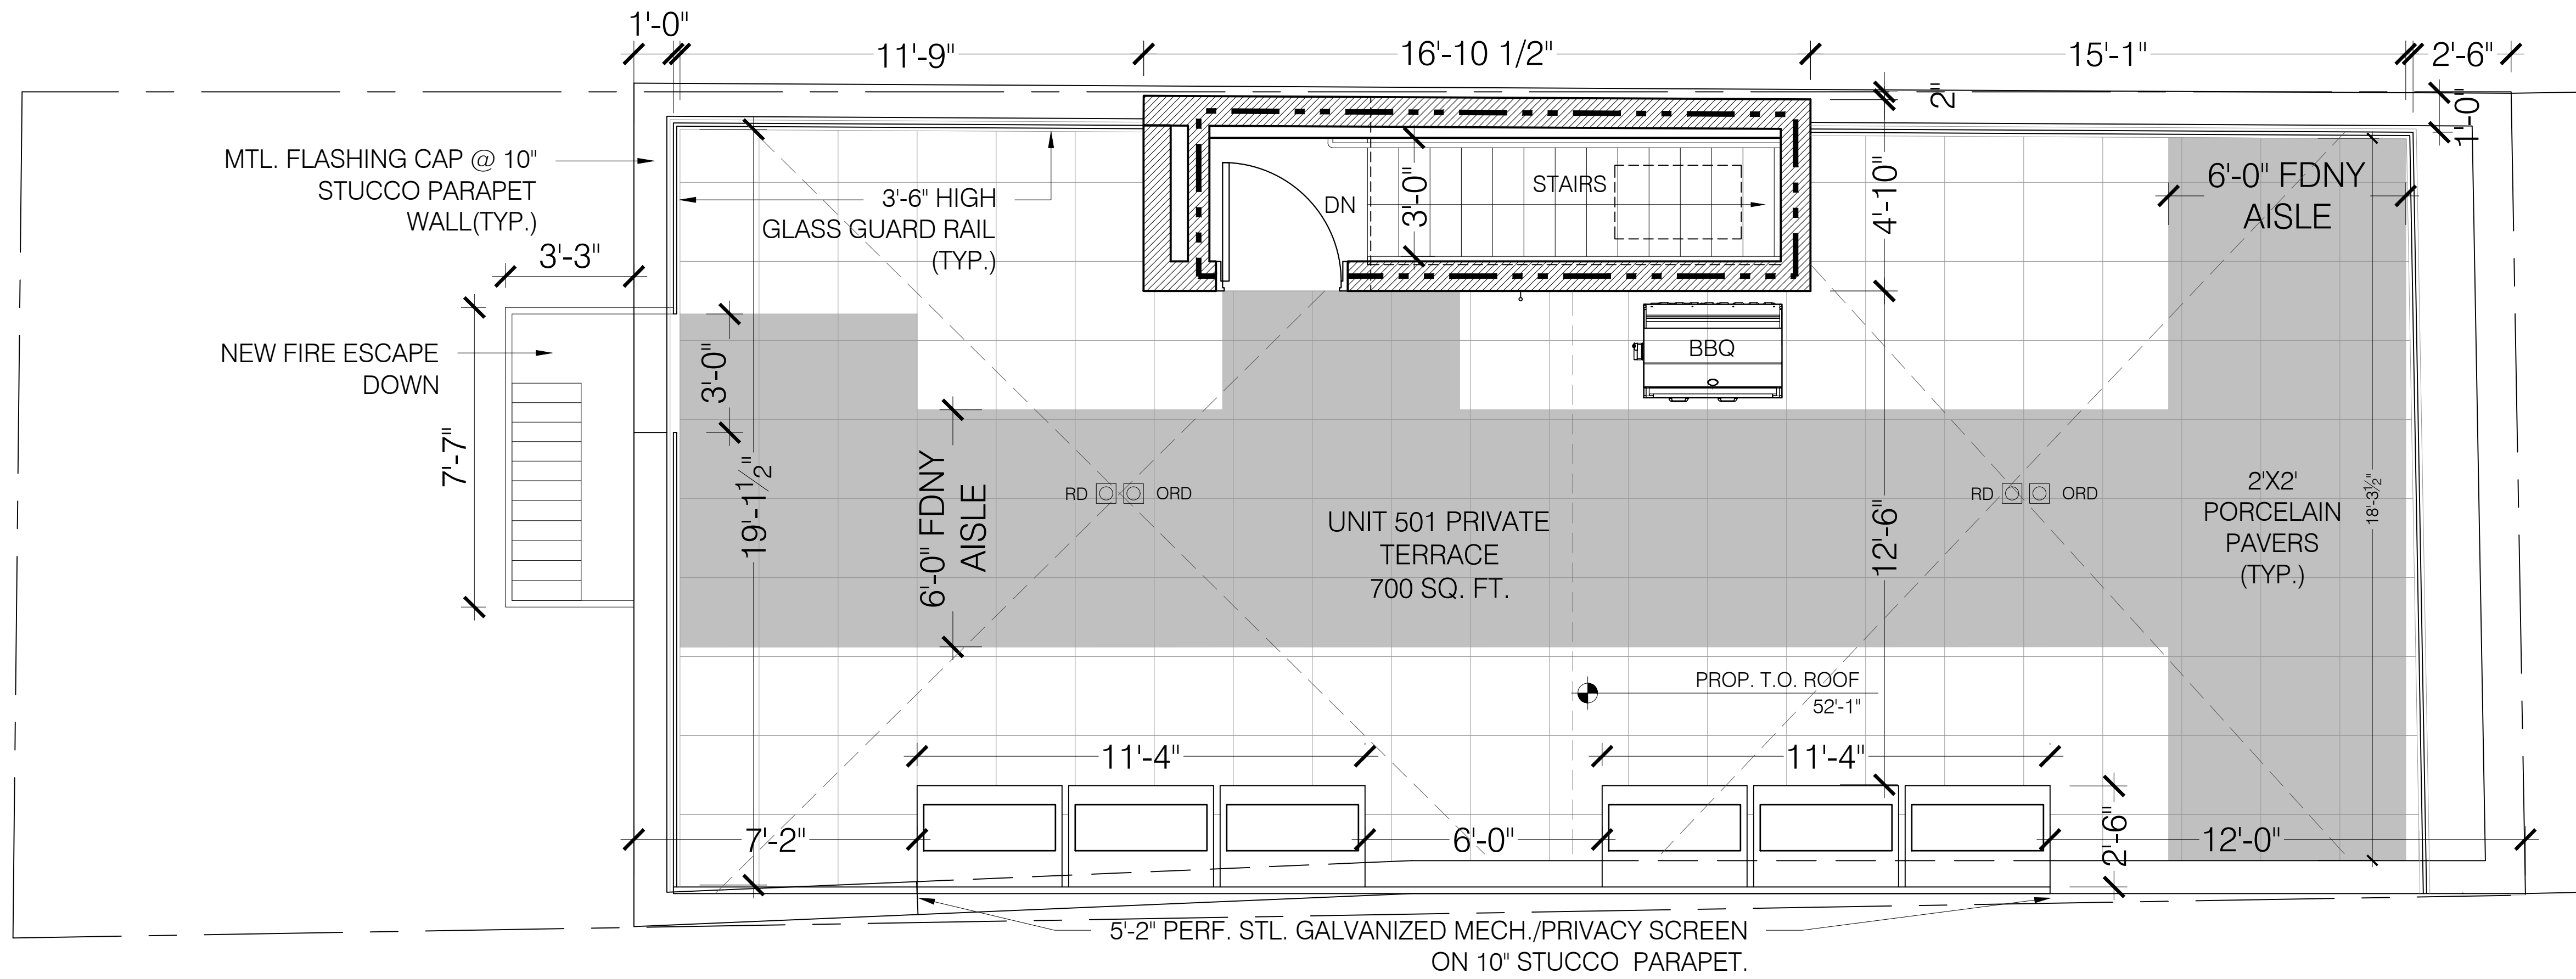 1'-0"
11'-9"
16'-10 1/2"
15'-1"
2'-6"
2"
1'-0"
MTL. FLASHING CAP @ 10"
STUCCO PARAPET
WALL(TYP.)
3'-6" HIGH
GLASS GUARD RAIL
(TYP.)
DN
3'-0"
STAIRS
4'-10"
6'-0" FDNY
AISLE
3'-3"
NEW FIRE ESCAPE
DOWN
7'-7"
3'-0"
19'-1 1/2"
6'-0" FDNY
AISLE
BBQ
RD
ORD
UNIT 501 PRIVATE
TERRACE
700 SQ. FT.
12'-6"
RD
ORD
2'X2'
PORCELAIN
PAVERS
(TYP.)
18'-3 1/2"
PROP. T.O. ROOF
52'-1"
11'-4"
11'-4"
7'-2"
6'-0"
2'-6"
12'-0"
5'-2" PERF. STL. GALVANIZED MECH./PRIVACY SCREEN
ON 10" STUCCO PARAPET.